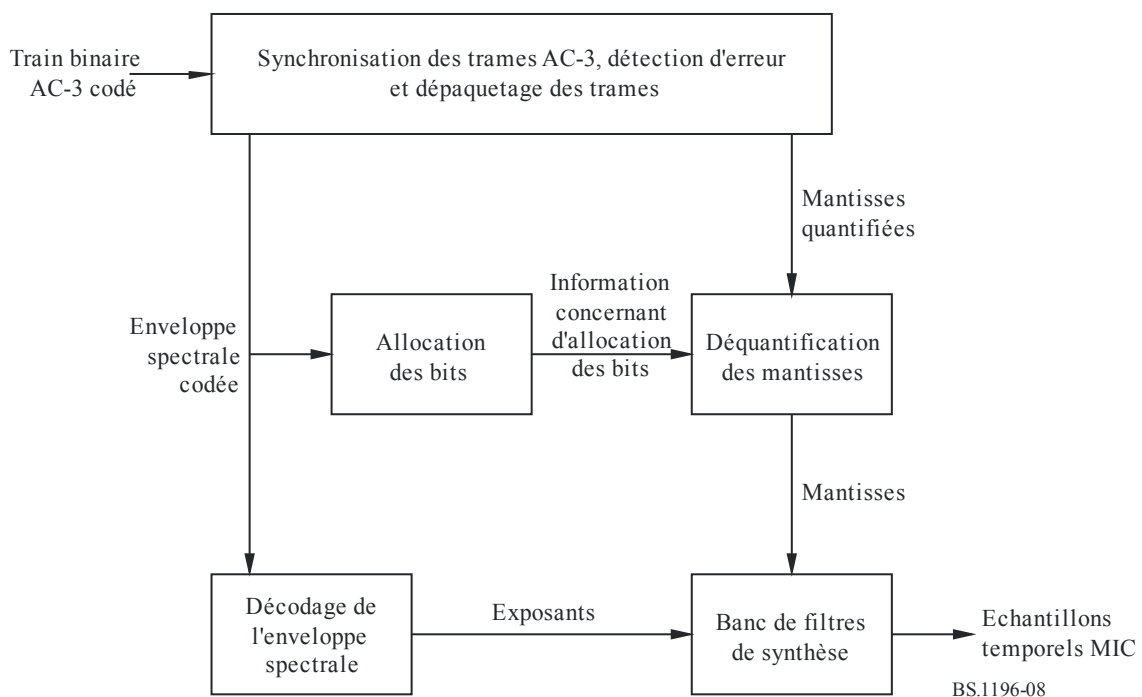 Train binaire
AC-3 codé
Synchronisation des trames AC-3, détection d'erreur
et dépaquetage des trames
Mantisses
quantifiées
Enveloppe
spectrale
codée
Allocation
des bits
Information
concernant
d'allocation
des bits
Déquantification
des mantisses
Mantisses
Décodage de
l'enveloppe
spectrale
Exposants
Banc de filtres
de synthèse
Echantillons
temporels MIC
BS.1196-08